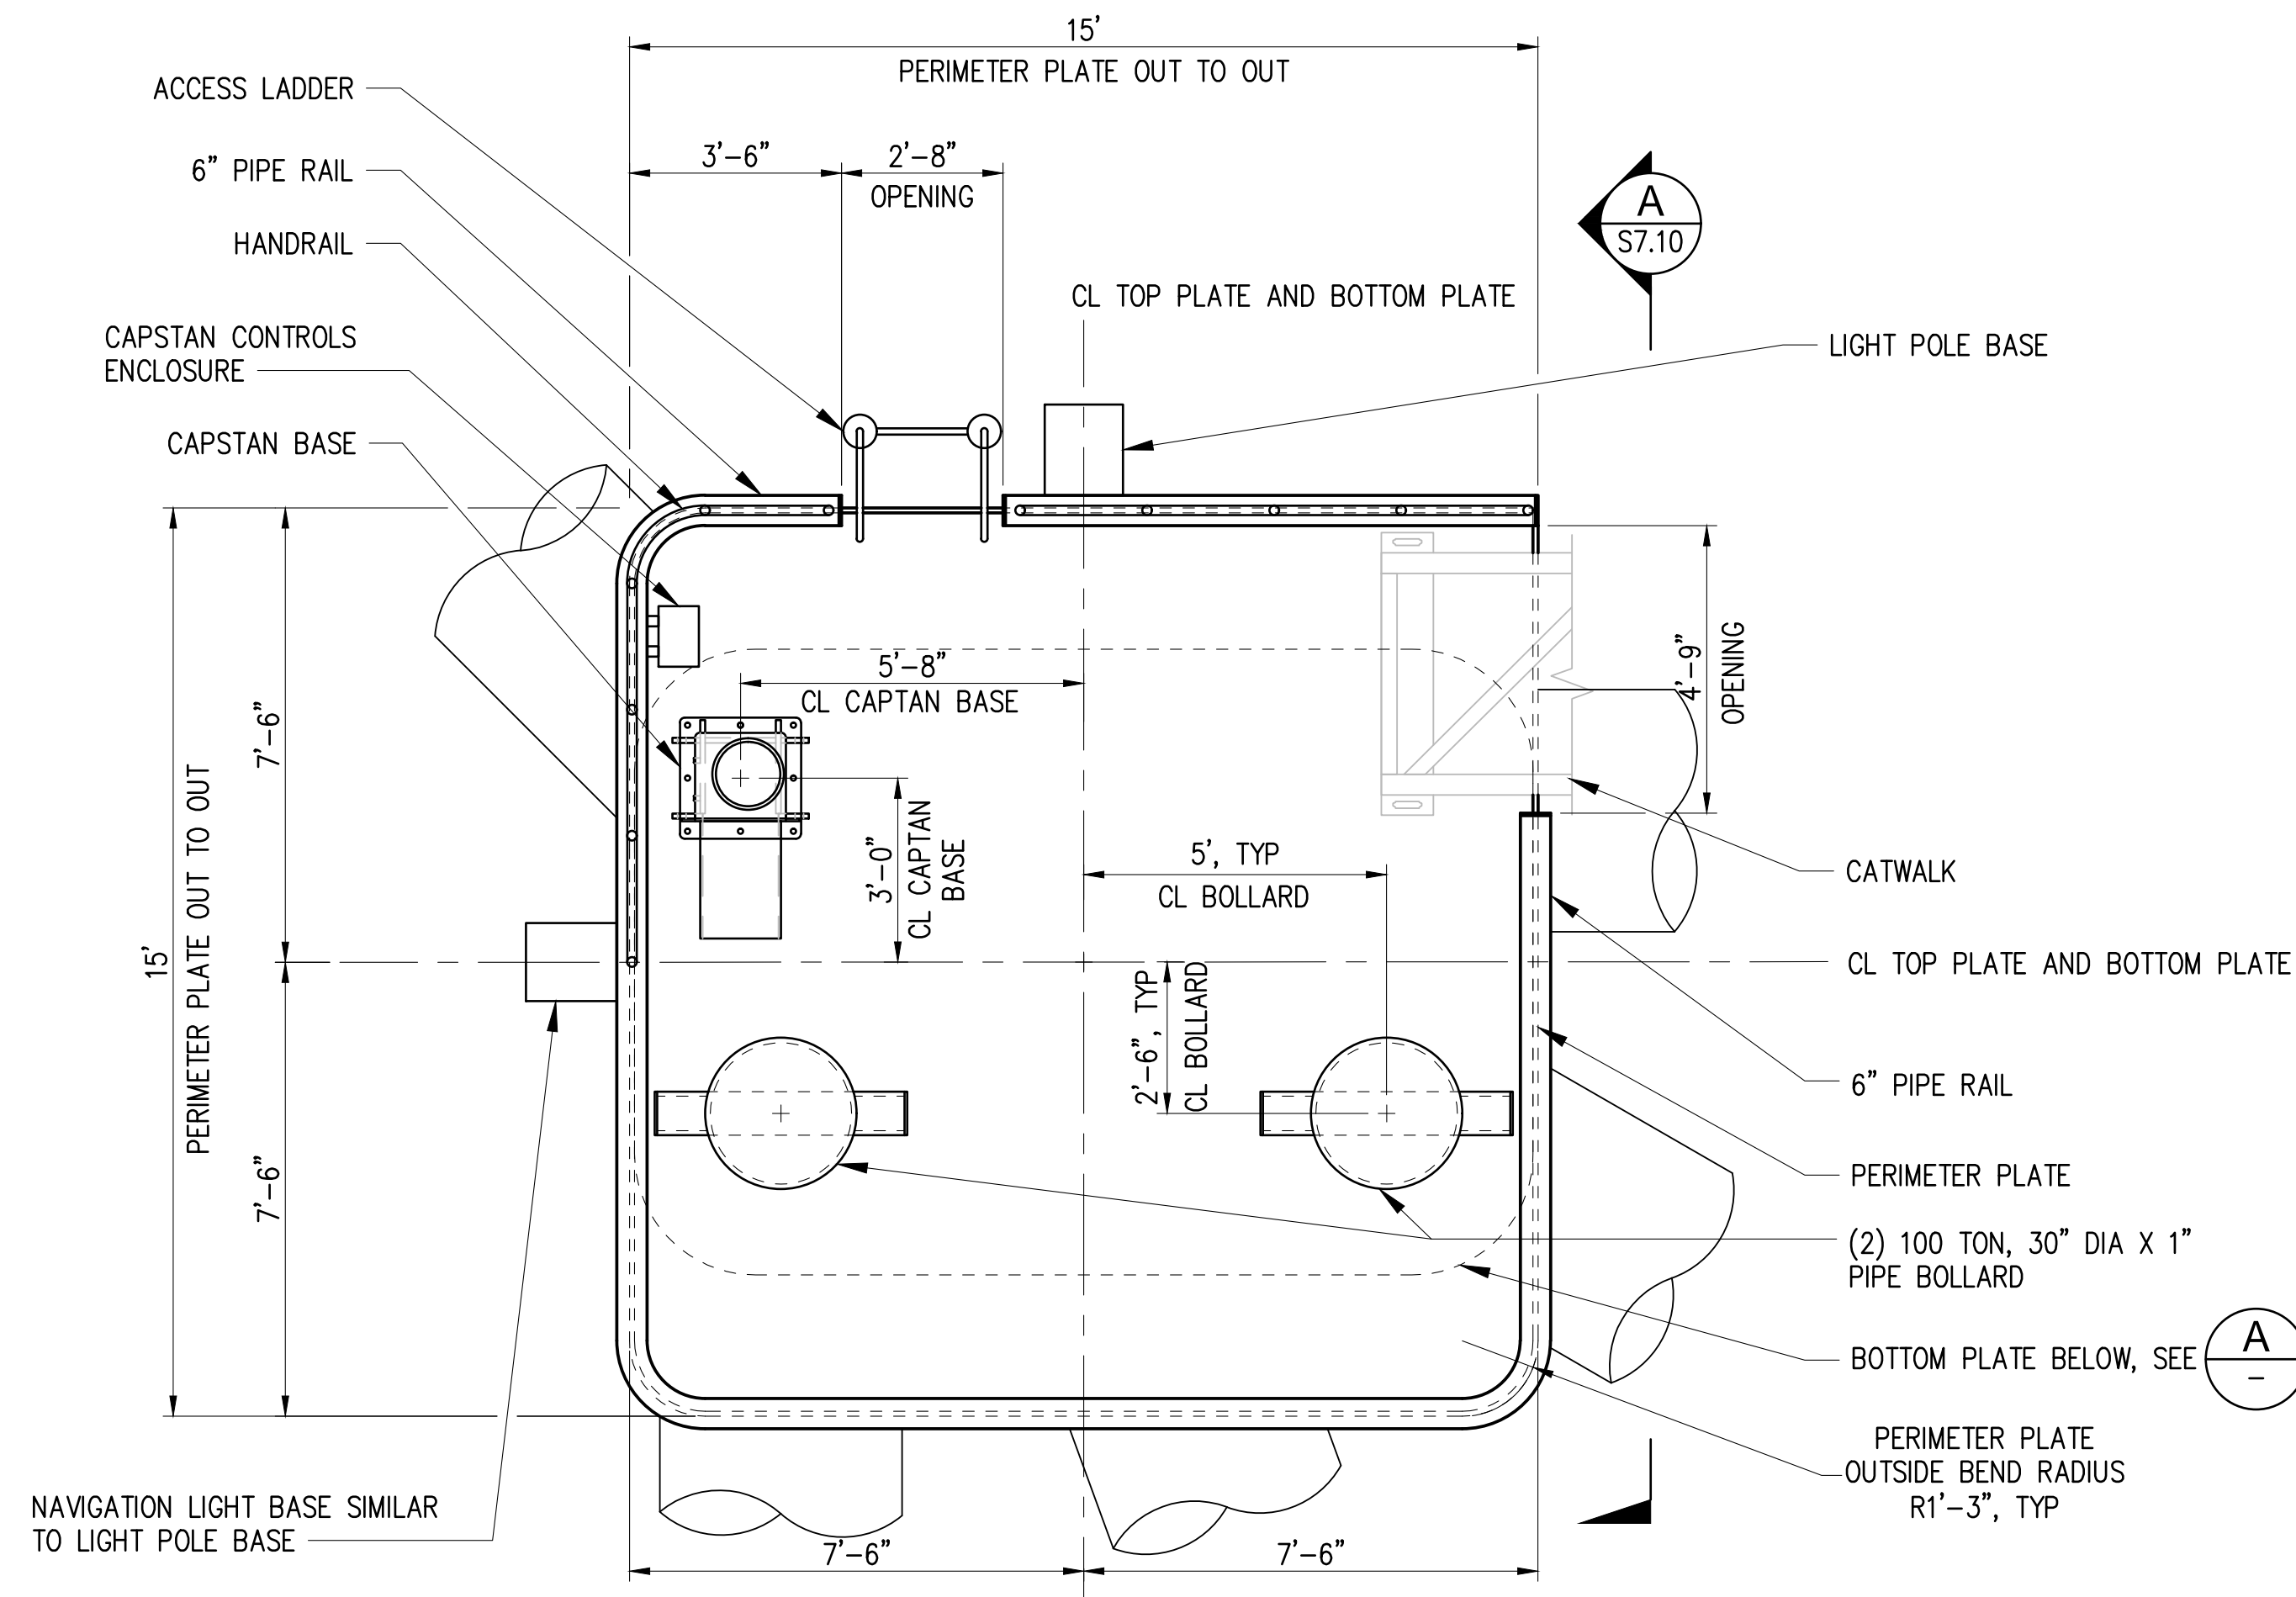 15'
PERIMETER PLATE OUT TO OUT
ACCESS LADDER
3'-6"
2'-8"
OPENING
6" PIPE RAIL
HANDRAIL
A
S7.10
CL TOP PLATE AND BOTTOM PLATE
LIGHT POLE BASE
CAPSTAN CONTROLS
ENCLOSURE
CAPSTAN BASE
5'-8"
CL CAPTAN BASE
4'-9"
OPENING
7'-6"
15'
PERIMETER PLATE OUT TO OUT
3'-0"
CL CAPTAN
BASE
5', TYP
CL BOLLARD
CATWALK
CL TOP PLATE AND BOTTOM PLATE
2'-6", TYP
CL BOLLARD
6" PIPE RAIL
7'-6"
PERIMETER PLATE
(2) 100 TON, 30" DIA X 1"
PIPE BOLLARD
BOTTOM PLATE BELOW, SEE
A
-
PERIMETER PLATE
OUTSIDE BEND RADIUS
R1'-3", TYP
NAVIGATION LIGHT BASE SIMILAR
TO LIGHT POLE BASE
7'-6"
7'-6"